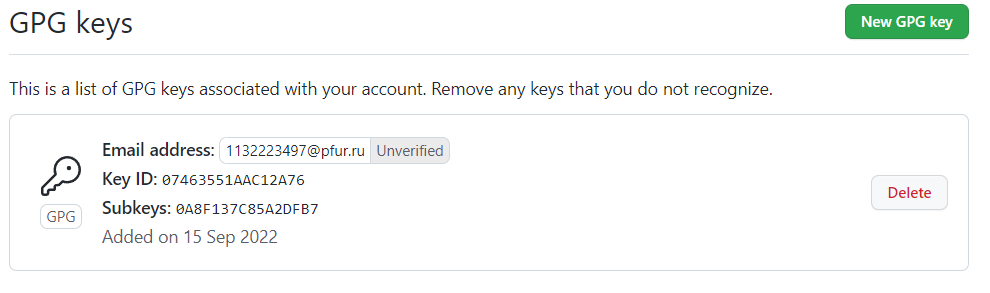 GPG keys
New GPG key
This is a list of GPG keys associated with your account. Remove any keys that you do not recognize.
Email address: 1132223497@pfur.ru Unverified
Key ID: 07463551AAC12A76
Subkeys: 0A8F137C85A2DFB7
Added on 15 Sep 2022
GPG
Delete